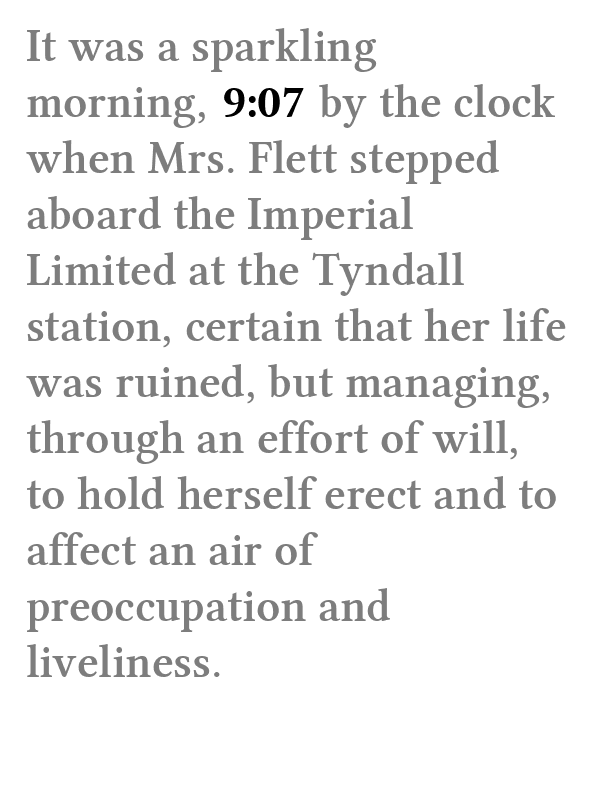 It was a sparkling
morning, 9:07 by the clock
when Mrs. Flett stepped
aboard the Imperial
Limited at the Tyndall
station, certain that her life
was ruined, but managing,
through an effort of will,
to hold herself erect and to
affect an air of
preoccupation and
liveliness.